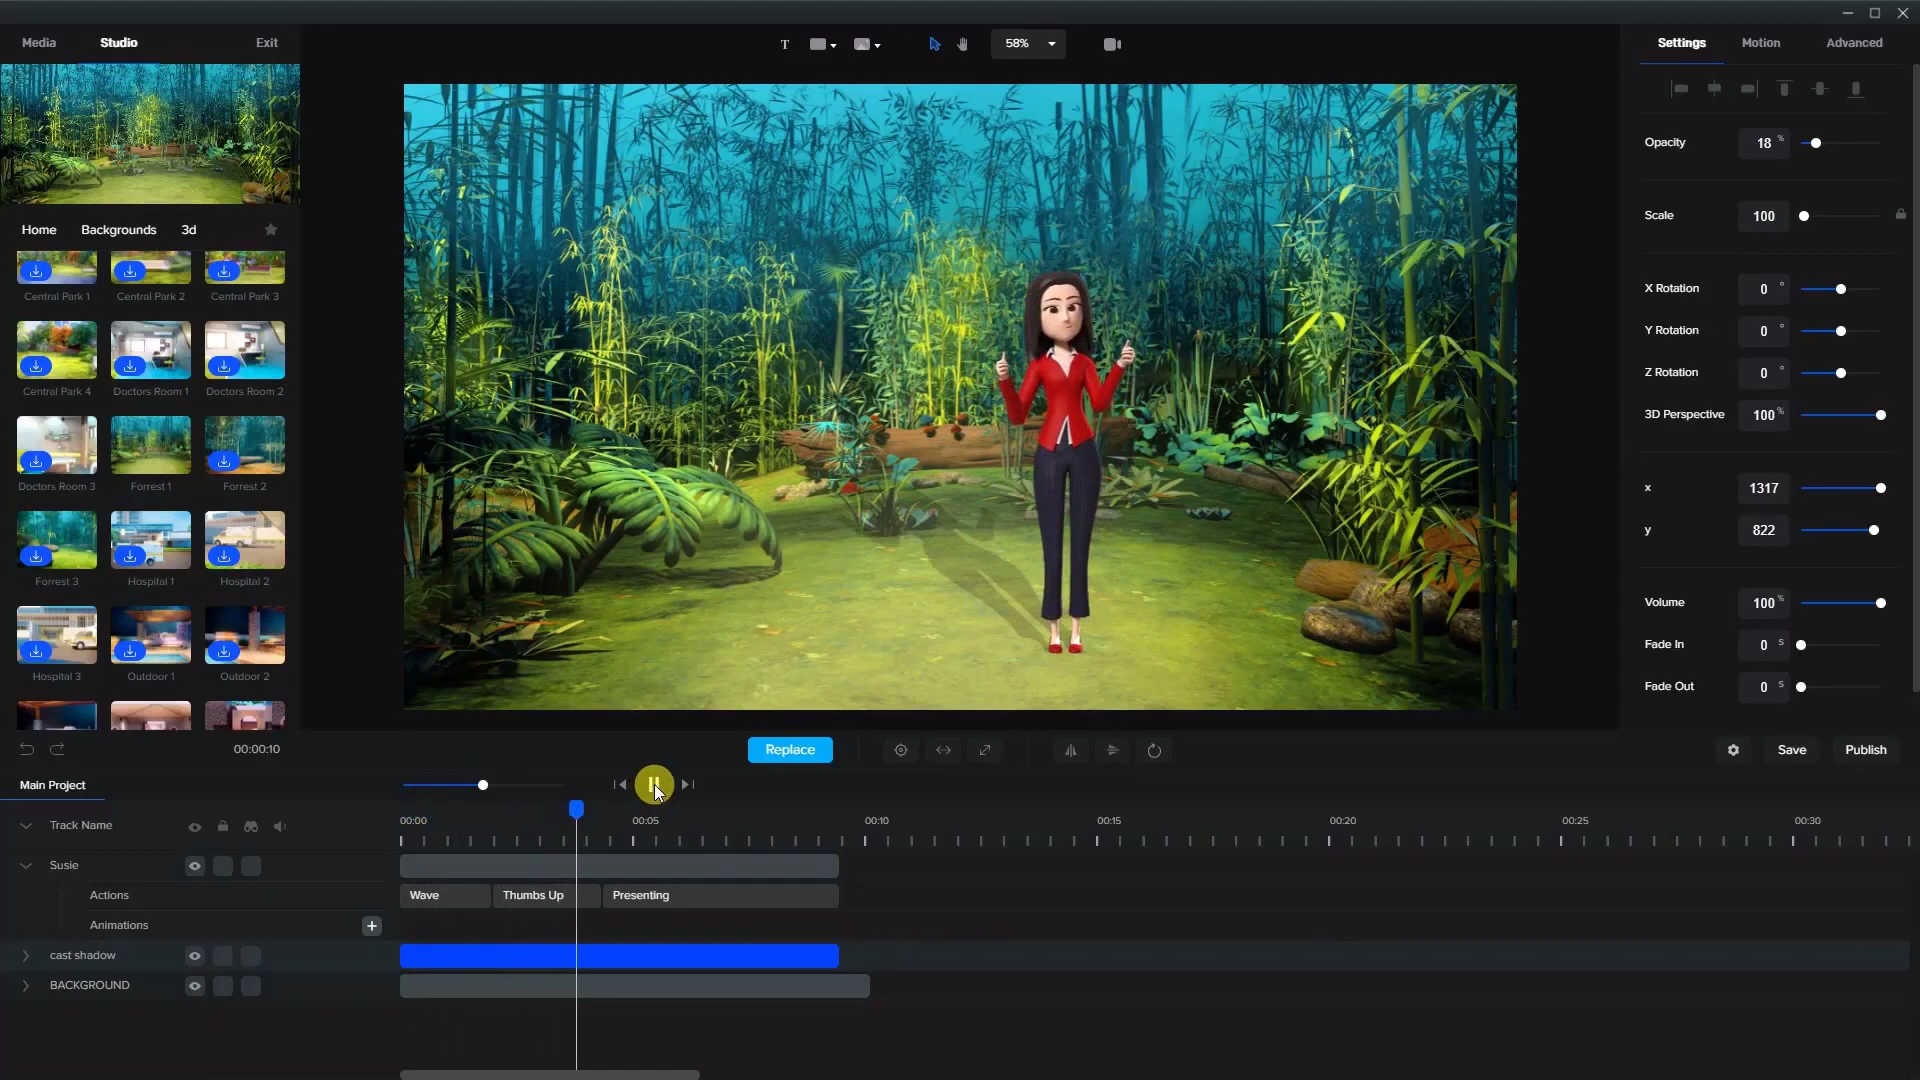 Media Studio Exit
T 58%
Settings Motion Advanced
Opacity 18 %
Scale 100
X Rotation 0 °
Y Rotation 0 °
Z Rotation 0 °
3D Perspective 100 %
x 1317
y 822
Volume 100 %
Fade In 0 s
Fade Out 0 s
Home Backgrounds 3d
Central Park 1 Central Park 2 Central Park 3
Central Park 4 Doctors Room 1 Doctors Room 2
Doctors Room 3 Forrest 1 Forrest 2
Forrest 3 Hospital 1 Hospital 2
Hospital 3 Outdoor 1 Outdoor 2
00:00:10 Replace Save Publish
Main Project
Track Name 00:00 00:05 00:10 00:15 00:20 00:25 00:30
Susie
Actions Wave Thumbs Up Presenting
Animations +
cast shadow
BACKGROUND